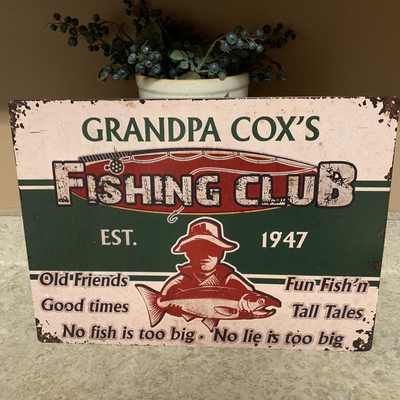 GRANDPA COX'S
FISHING CLUB
EST. 1947
Old Friends Fun Fish'n
Good times Tall Tales
No fish is too big - No lie is too big